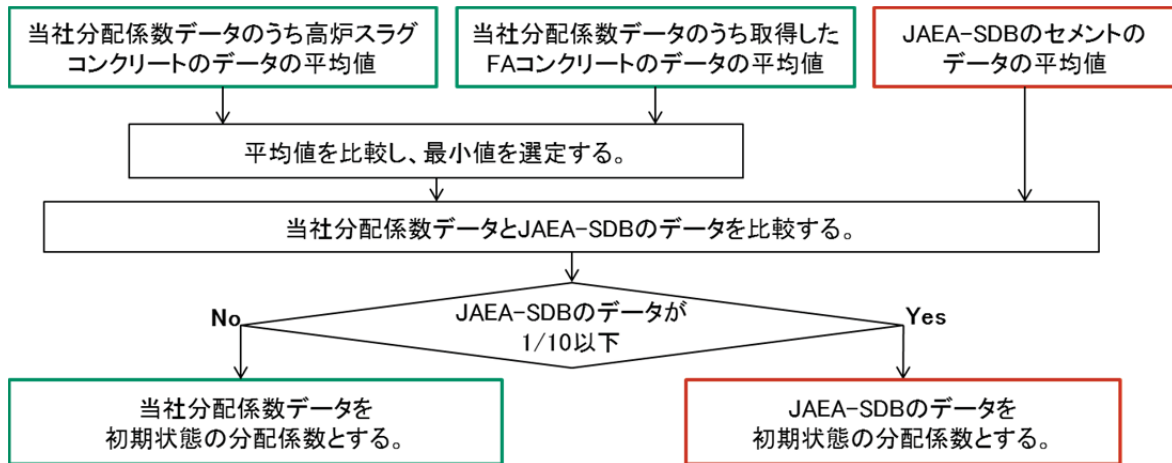 当社分配係数データのうち高炉スラグ
コンクリートのデータの平均値
当社分配係数データのうち取得した
FAコンクリートのデータの平均値
JAEA-SDBのセメントの
データの平均値
平均値を比較し、最小値を選定する。
当社分配係数データとJAEA-SDBのデータを比較する。
JAEA-SDBのデータが
1/10以下
No
Yes
当社分配係数データを
初期状態の分配係数とする。
JAEA-SDBのデータを
初期状態の分配係数とする。